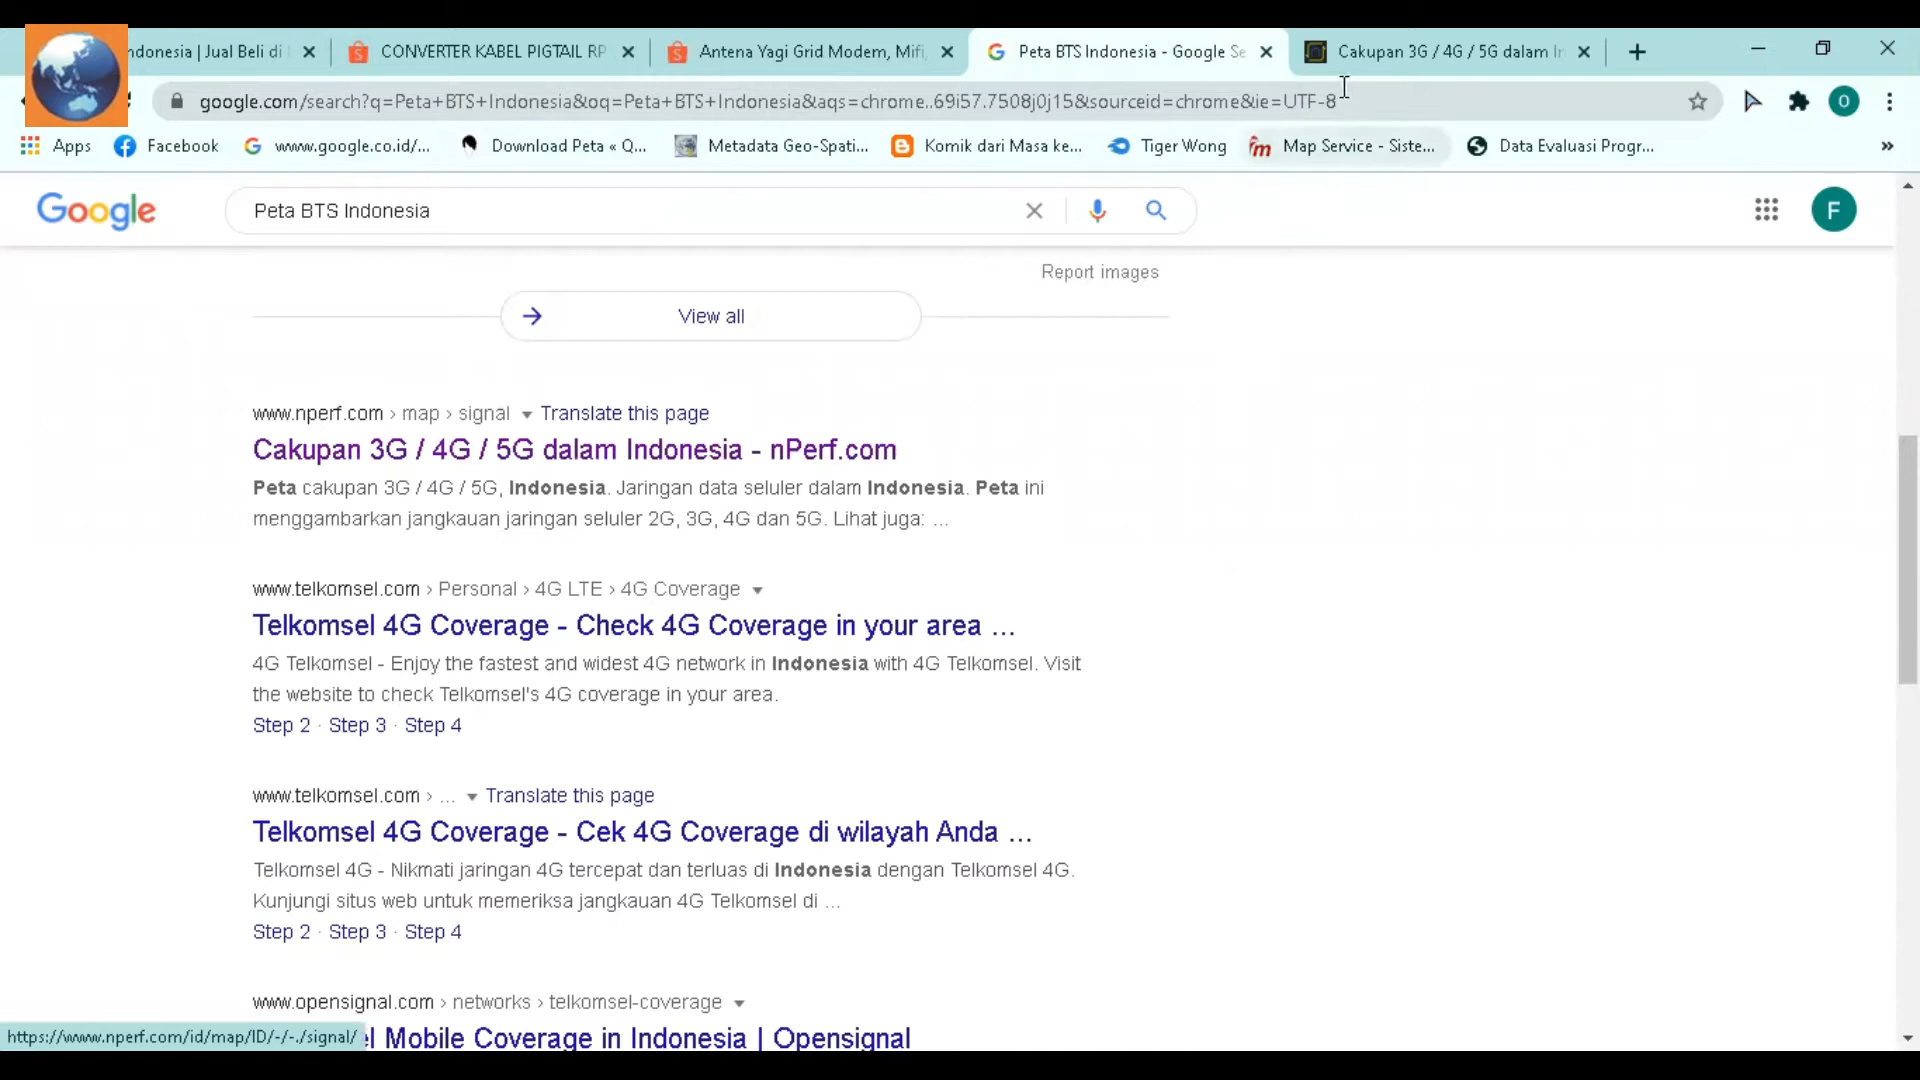 ndonesia | Jual Beli di
CONVERTER KABEL PIGTAIL RP
Antena Yagi Grid Modem, Mifi,
Peta BTS Indonesia - Google Se
Cakupan 3G / 4G / 5G dalam In
google.com/search?q=Peta+BTS+Indonesia&oq=Peta+BTS+Indonesia&aqs=chrome..69i57.7508j0j15&sourceid=chrome&ie=UTF-8
O
Apps
Facebook
www.google.co.id/...
Download Peta « Q...
Metadata Geo-Spati...
Komik dari Masa ke...
Tiger Wong
Map Service - Siste...
Data Evaluasi Progr...
»
Google
Peta BTS Indonesia
F
Report images
View all
www.nperf.com › map › signal Translate this page
Cakupan 3G / 4G / 5G dalam Indonesia - nPerf.com
Peta cakupan 3G / 4G / 5G, Indonesia. Jaringan data seluler dalam Indonesia. Peta ini
menggambarkan jangkauan jaringan seluler 2G, 3G, 4G dan 5G. Lihat juga: ...
www.telkomsel.com › Personal › 4G LTE › 4G Coverage
Telkomsel 4G Coverage - Check 4G Coverage in your area ...
4G Telkomsel - Enjoy the fastest and widest 4G network in Indonesia with 4G Telkomsel. Visit
the website to check Telkomsel's 4G coverage in your area.
Step 2 · Step 3 · Step 4
www.telkomsel.com › ... Translate this page
Telkomsel 4G Coverage - Cek 4G Coverage di wilayah Anda ...
Telkomsel 4G - Nikmati jaringan 4G tercepat dan terluas di Indonesia dengan Telkomsel 4G.
Kunjungi situs web untuk memeriksa jangkauan 4G Telkomsel di ...
Step 2 · Step 3 · Step 4
www.opensignal.com › networks › telkomsel-coverage
el Mobile Coverage in Indonesia | Opensignal
https://www.nperf.com/id/map/ID/-/-./signal/